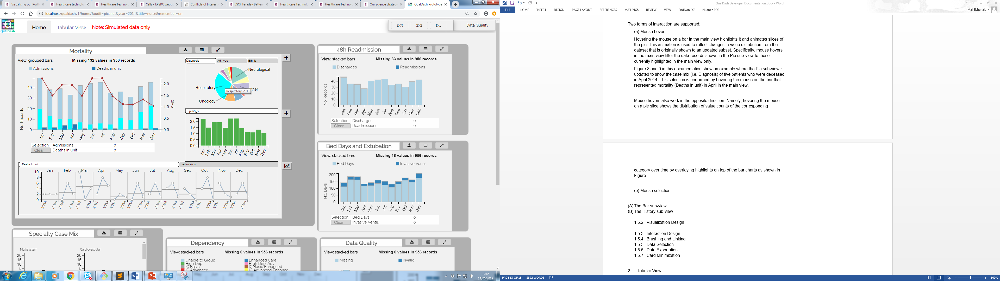 Visualising our Portf
Healthcare technolo
Healthcare Technolo
Calls - EPSRC websit
Conflicts of Interest
ISCF Faraday Battery
Healthcare Technolo
Healthcare Technolo
Our science strategy
QualDash Prototype
localhost/qualdashv1/home/?audit=picanet&year=2014&title=nurse&remember=on
QualDash
Home
Tabular View
Note: Simulated data only
2x3
2x2
1x1
Data Quality
Mortality
View: grouped bars
Missing 132 values in 956 records
Admissions
Deaths in unit
No. Records
40
30
20
10
0
2.0
1.5
1.0
0.5
0.0
SMR
Jan Feb Mar Apr May Jun Jul Aug Sep Oct Nov Dec
Selection: Admissions 0
Clear Deaths in unit 0
Diagnosis
Ad. type
Ethnic
Neurological
Respiratory
Other
Respiratory: 29%
Oncology
pim3_s
2.0
1.5
1.0
0.5
0.0
Jan Feb Mar Apr May Jun Jul Aug Sep Oct Nov Dec
Deaths in unit
Admissions
Jan Feb Mar Apr May Jun Jul Aug Sep Oct Nov Dec
10
8
6
4
2
0
2012 2014 2012 2014 2012 2014 2012 2014 2012 2014 2012 2014 2012 2014 2012 2014 2012 2014 2012 2014 2012 2014 2012 2014
48h Readmission
View: stacked bars
Missing 33 values in 956 records
Discharges
Readmissions
No. Records
40
30
20
10
0
Jan Feb Mar Apr May Jun Jul Aug Sep Oct Nov Dec
Selection: Discharges 0
Clear Readmissions 0
Bed Days and Extubation
View: stacked bars
Missing 18 values in 956 records
Bed Days
Invasive Ventil.
No. Days
200
150
100
50
0
Jan Feb Mar Apr May Jun Jul Aug Sep Oct Nov Dec
Selection: Bed Days 0
Clear Invasive Ventil. 0
Specialty Case Mix
Multisystem
Cardiovascular
20
15
10
5
20
15
10
5
Dependency
View: stacked bars
Missing 0 values in 956 records
Unable to Group
Enhanced Care
High Dep.
High Dep. Adv.
IC Basic
IC Basic Enhanced
IC Advanced
IC Advanced Enhance
Data Quality
View: stacked bars
Missing 0 values in 956 records
Missing
Invalid
12:46
14/05/2019
QualDash Developer Documentation.docx - Word
FILE
HOME
INSERT
DESIGN
PAGE LAYOUT
REFERENCES
MAILINGS
REVIEW
VIEW
EndNote X7
Nuance PDF
Mai Elshehaly
Two forms of interaction are supported:
(a) Mouse hover:
Hovering the mouse on a bar in the main view highlights it and animates slices of
the pie. This animation is used to reflect changes in value distribution from the
dataset that is originally shown to an updated subset. Specifically, mouse hovers
in the main view filter the data records shown in the Pie sub-view to those
currently highlighted in the main view only.
Figure 8 and 9 in this documentation show an example where the Pie sub-view is
updated to show the case mix (i.e. Diagnosis) of five patients who were deceased
in April 2014. This selection is performed by hovering the mouse on the bar that
represented mortality (Deaths in unit) in April in the main view.
Mouse hovers also work in the opposite direction. Namely, hovering the mouse
on a pie slice shows the distribution of value counts of the corresponding
category over time by overlaying highlights on top of the bar charts as shown in
Figure
(b) Mouse selection:
(A) The Bar sub-view
(B) The History sub-view
1.5.2 Visualization Design
1.5.3 Interaction Design
1.5.4 Brushing and Linking
1.5.5 Data Selection
1.5.6 Data Exportation
1.5.7 Card Minimization
2 Tabular View
PAGE 13 OF 13
2892 WORDS
100%